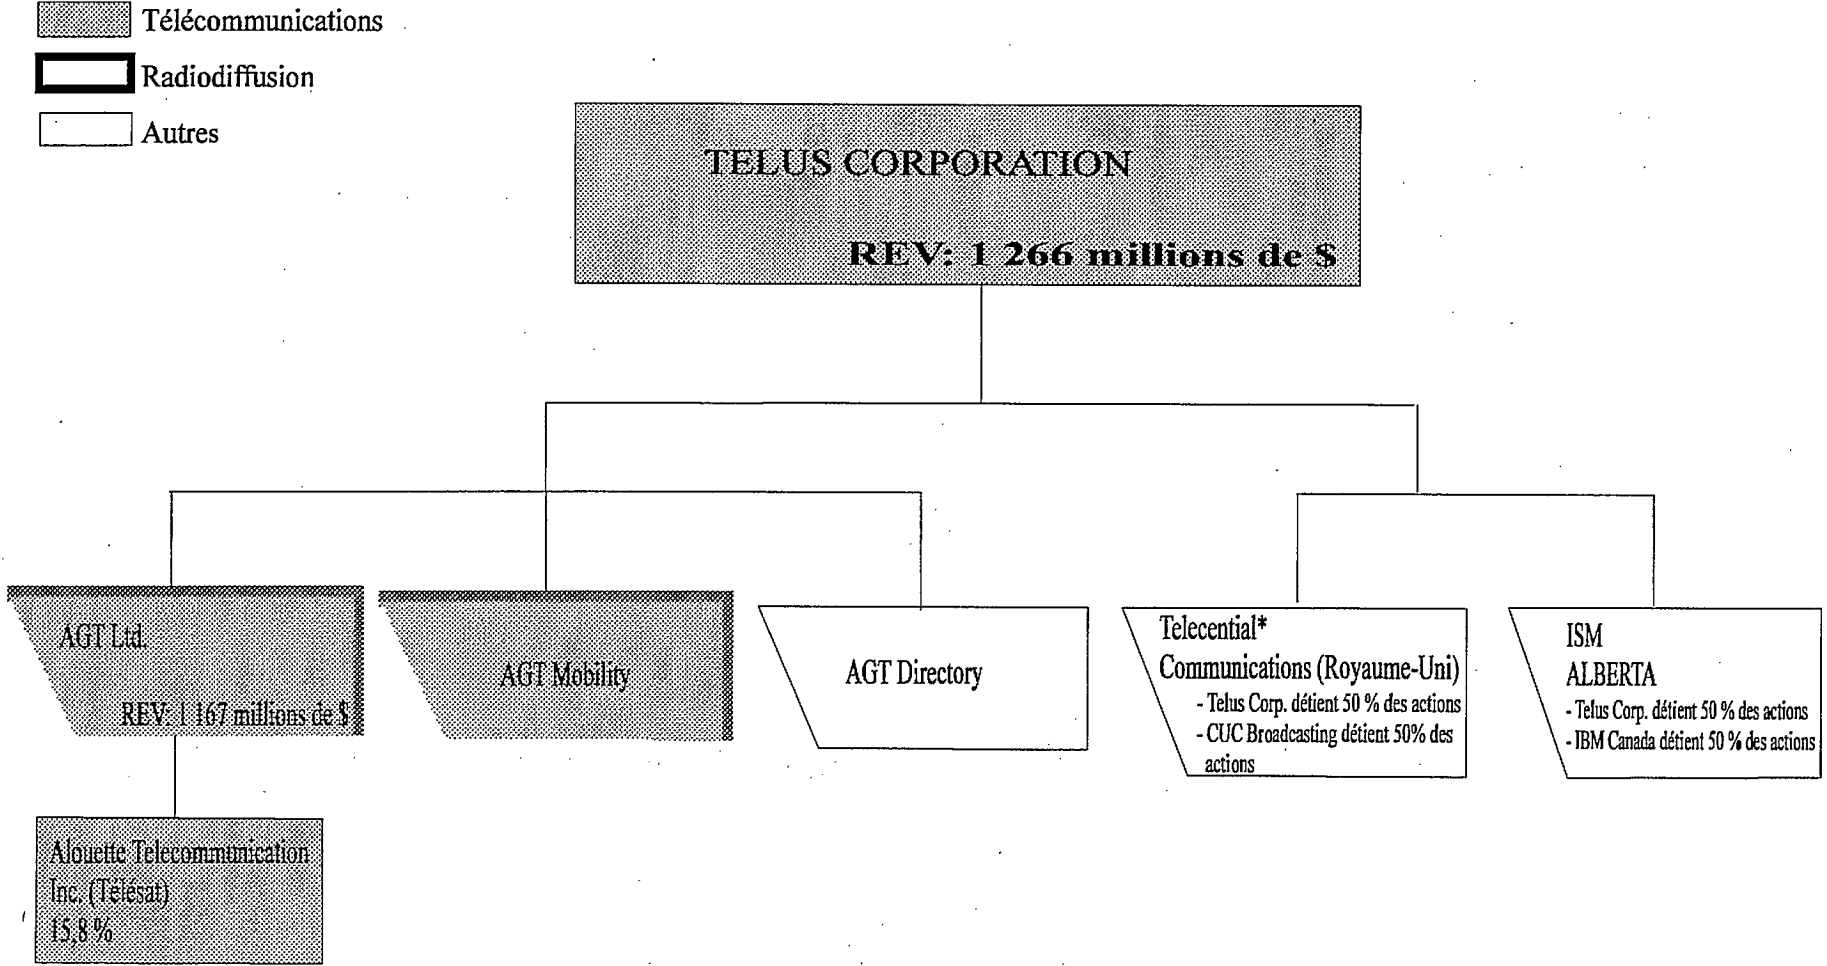 Télécommunications
Radiodiffusion
Autres
TELUS CORPORATION
REV: 1 266 millions de $
AGT Ltd.
REV: 1 167 millions de $
AGT Mobility
AGT Directory
Telecential*
Communications (Royaume-Uni)
- Telus Corp. détient 50 % des actions
- CUC Broadcasting détient 50% des
actions
ISM
ALBERTA
- Telus Corp. détient 50 % des actions
- IBM Canada détient 50 % des actions
Alouette Telecommunication
Inc. (Télésat)
15,8 %